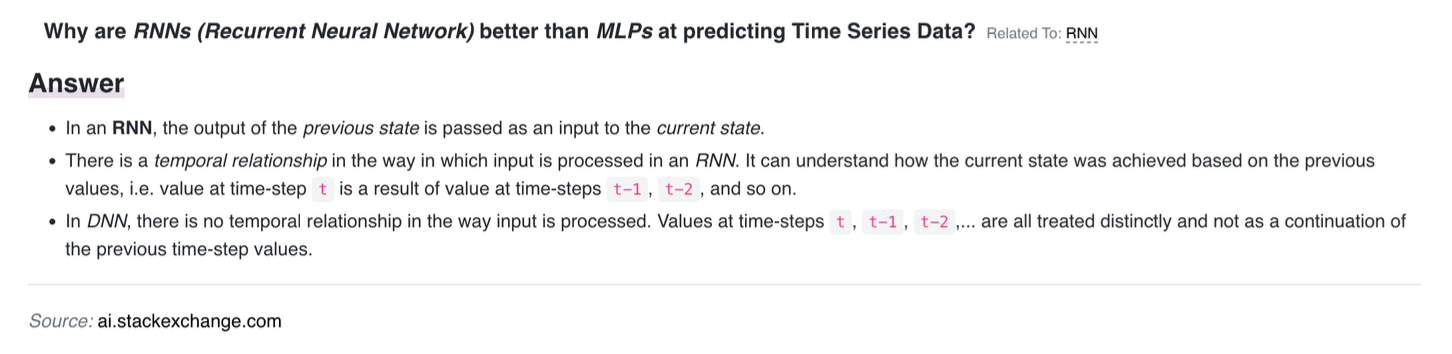 Why are RNNs (Recurrent Neural Network) better than MLPs at predicting Time Series Data? Related To: RNN
Answer
• In an RNN, the output of the previous state is passed as an input to the current state.
• There is a temporal relationship in the way in which input is processed in an RNN. It can understand how the current state was achieved based on the previous
values, i.e. value at time-step t is a result of value at time-steps t-1 , t-2 , and so on.
• In DNN, there is no temporal relationship in the way input is processed. Values at time-steps t , t-1 , t-2 ,... are all treated distinctly and not as a continuation of
the previous time-step values.
Source: ai.stackexchange.com